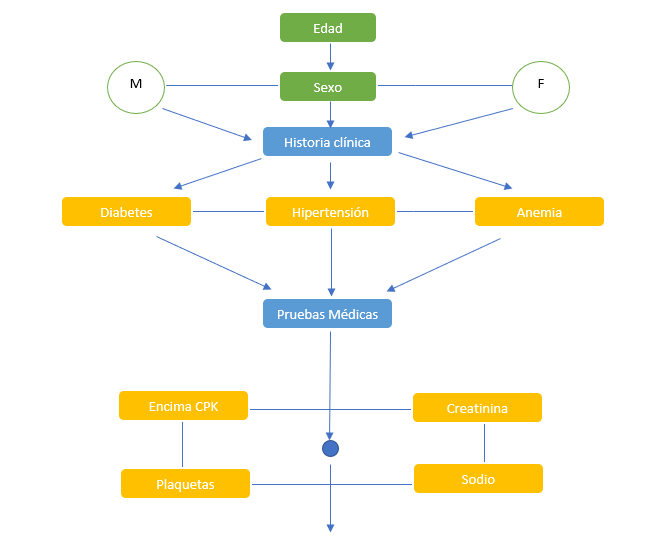 Edad
M
Sexo
F
Historia clínica
Diabetes
Hipertensión
Anemia
Pruebas Médicas
Encima CPK
Creatinina
Plaquetas
Sodio